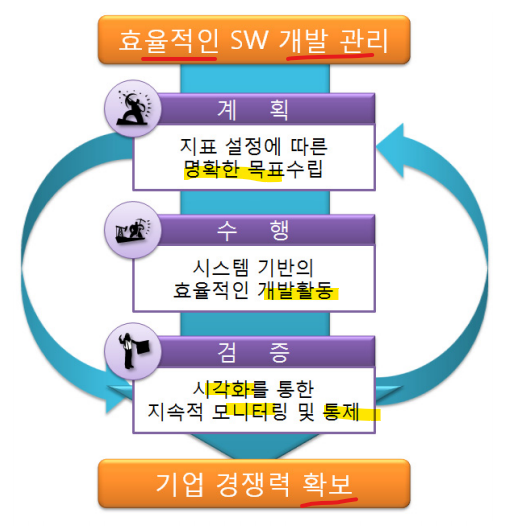 효율적인 SW 개발 관리
계 획
지표 설정에 따른
명확한 목표수립
수 행
시스템 기반의
효율적인 개발활동
검 증
시각화를 통한
지속적 모니터링 및 통제
기업 경쟁력 확보